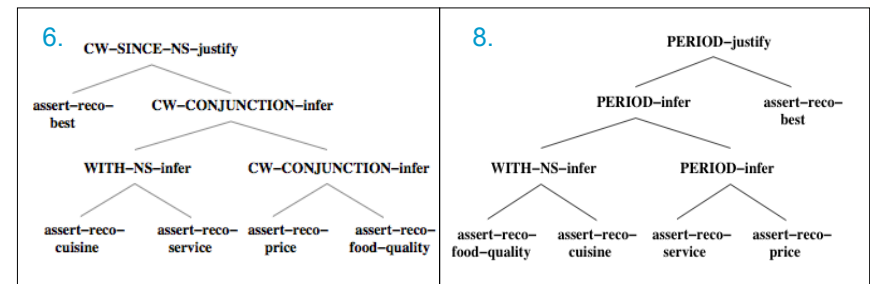 6.
CW–SINCE–NS–justify
assert–reco–
best
CW–CONJUNCTION–infer
WITH–NS–infer
CW–CONJUNCTION–infer
assert–reco–
cuisine
assert–reco–
service
assert–reco–
price
assert–reco–
food–quality
8.
PERIOD–justify
PERIOD–infer
assert–reco–
best
WITH–NS–infer
PERIOD–infer
assert–reco–
food–quality
assert–reco–
cuisine
assert–reco–
service
assert–reco–
price